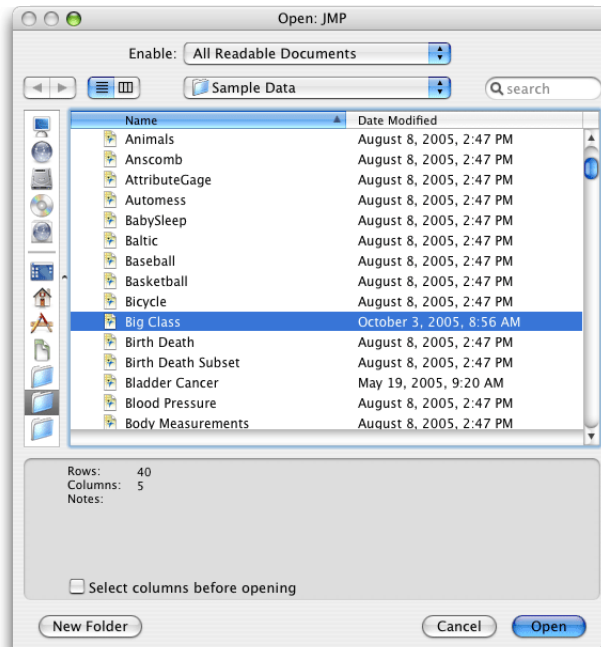 Open: JMP
Enable: All Readable Documents
Sample Data
search
Name Date Modified
Animals August 8, 2005, 2:47 PM
Anscomb August 8, 2005, 2:47 PM
AttributeGage August 8, 2005, 2:47 PM
Automess August 8, 2005, 2:47 PM
BabySleep August 8, 2005, 2:47 PM
Baltic August 8, 2005, 2:47 PM
Baseball August 8, 2005, 2:47 PM
Basketball August 8, 2005, 2:47 PM
Bicycle August 8, 2005, 2:47 PM
Big Class October 3, 2005, 8:56 AM
Birth Death August 8, 2005, 2:47 PM
Birth Death Subset August 8, 2005, 2:47 PM
Bladder Cancer May 19, 2005, 9:20 AM
Blood Pressure August 8, 2005, 2:47 PM
Body Measurements August 8, 2005, 2:47 PM
Rows: 40
Columns: 5
Notes:
Select columns before opening
New Folder Cancel Open